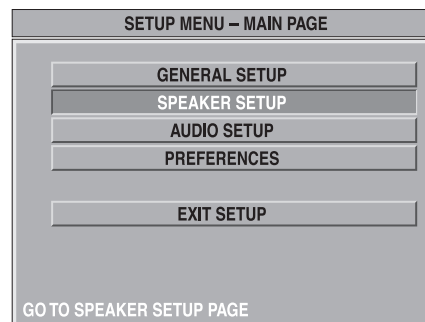 SETUP MENU – MAIN PAGE
GENERAL SETUP
SPEAKER SETUP
AUDIO SETUP
PREFERENCES
EXIT SETUP
GO TO SPEAKER SETUP PAGE